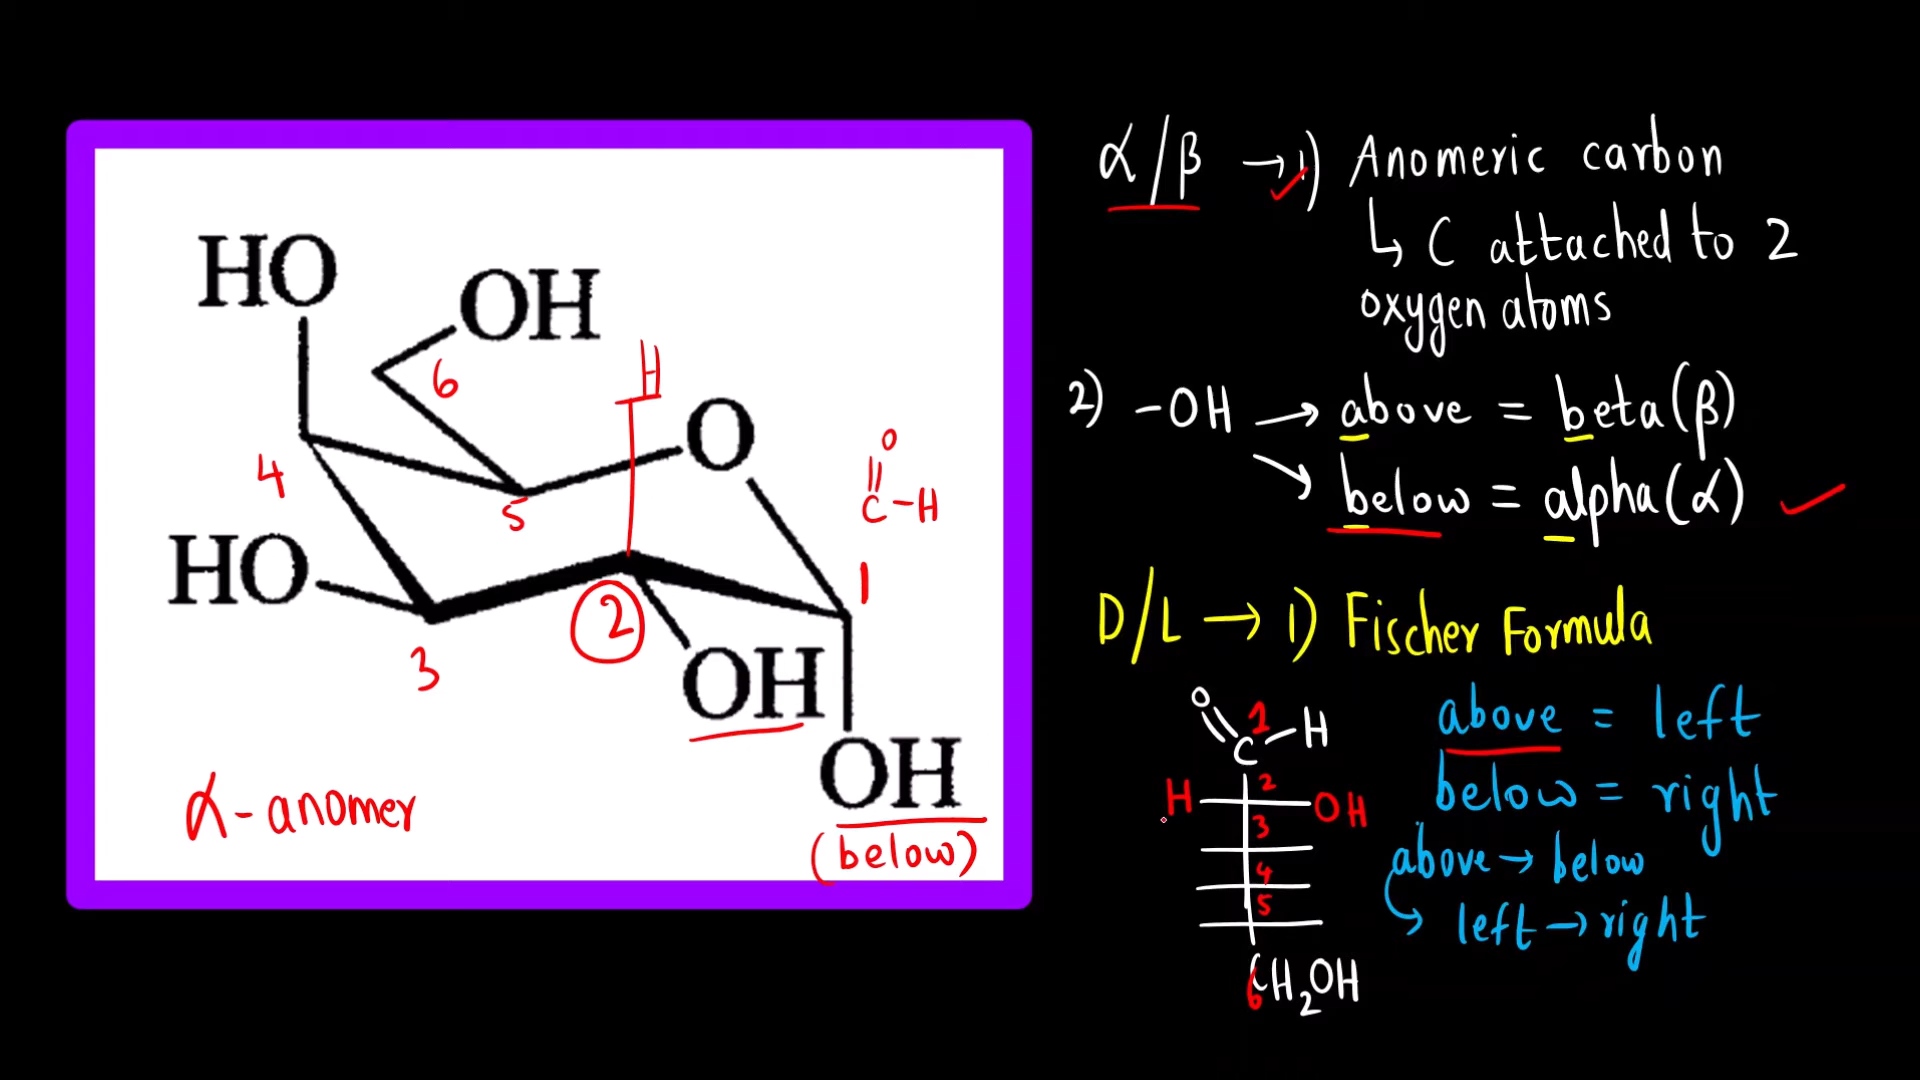 HO
OH
6
H
O
4
5
O
C-H
HO
1
2
3
OH
OH
(below)
α-anomer
α/β → 1) Anomeric carbon
↳ C attached to 2
oxygen atoms
2) -OH → above = beta(β)
↘ below = alpha(α) ✓
D/L → 1) Fischer Formula
O
C
1
H
2
H
OH
3
4
5
6
CH₂OH
above = left
below = right
above → below
↳ left → right